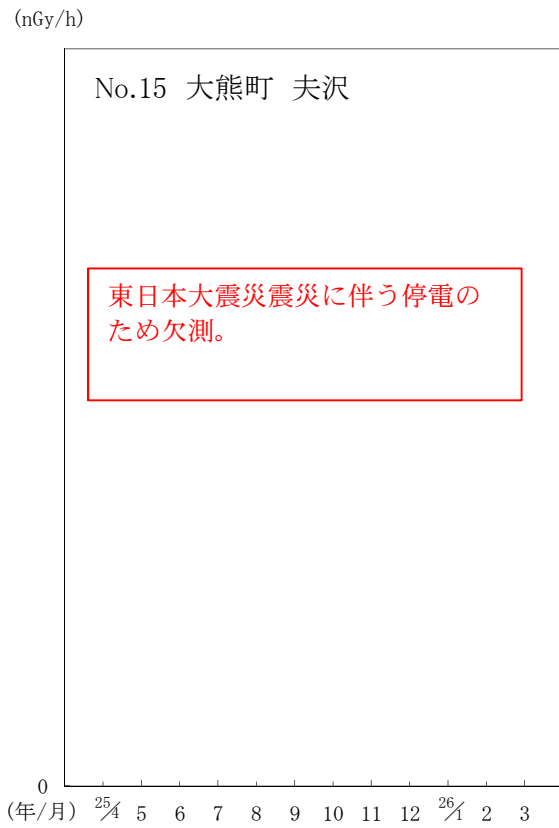 (nGy/h)
No.15 大熊町 夫沢
東日本大震災震災に伴う停電の
ため欠測。
0
(年/月) 25/4 5 6 7 8 9 10 11 12 26/1 2 3